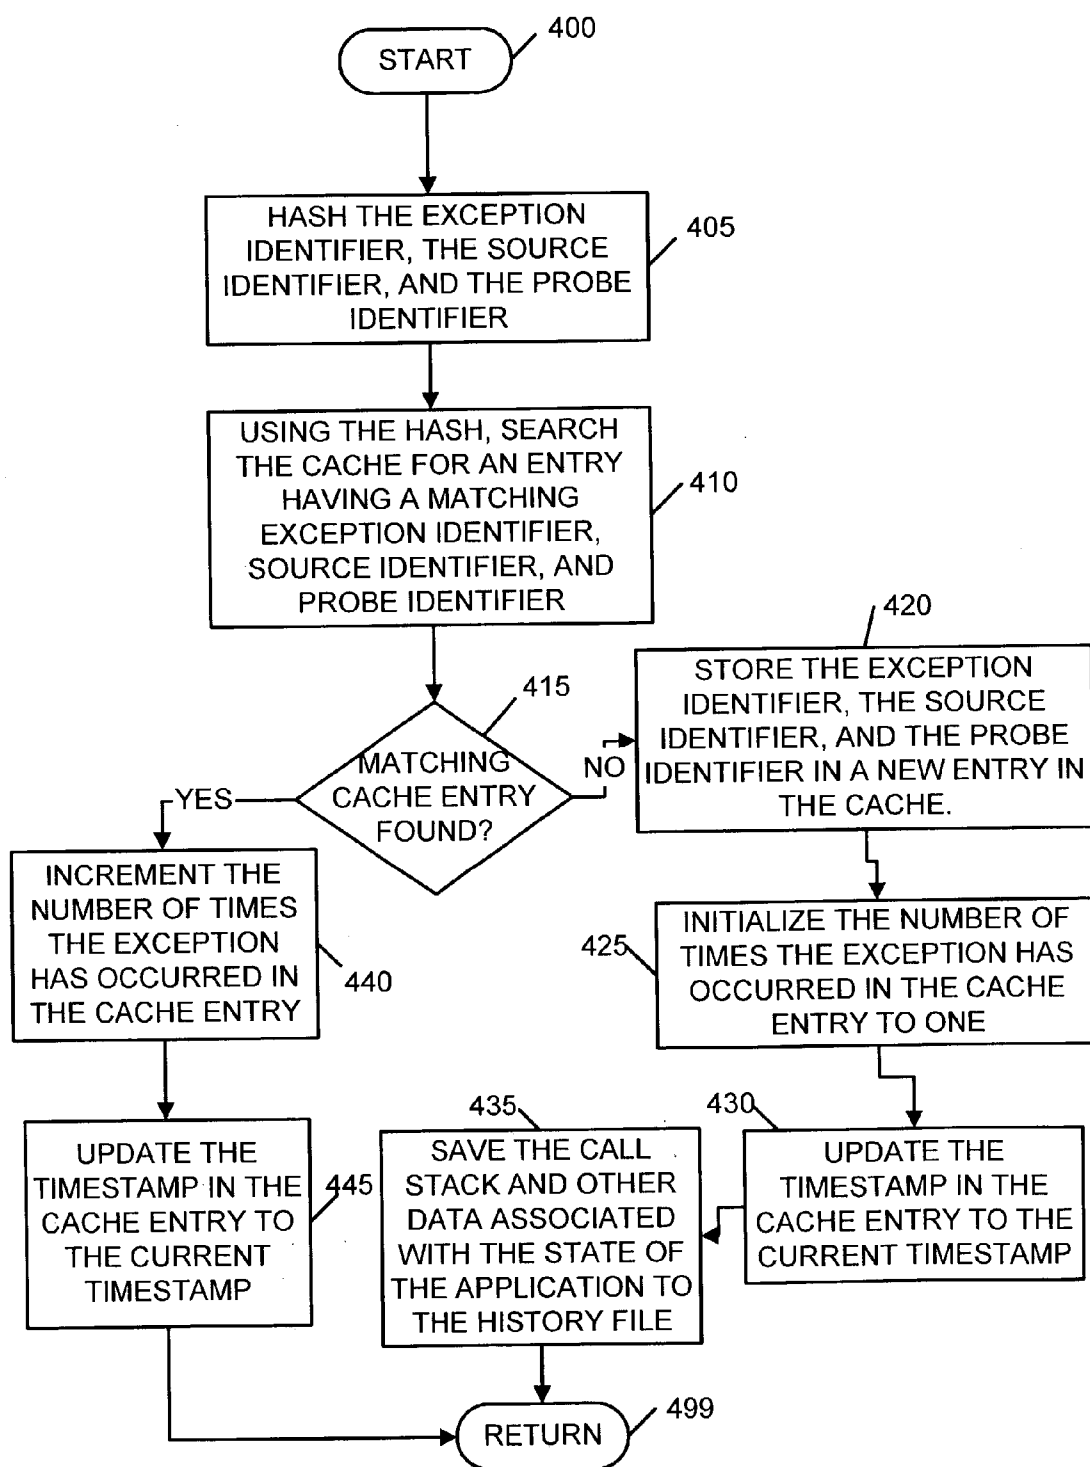 START
400
HASH THE EXCEPTION
IDENTIFIER, THE SOURCE
IDENTIFIER, AND THE PROBE
IDENTIFIER
405
USING THE HASH, SEARCH
THE CACHE FOR AN ENTRY
HAVING A MATCHING
EXCEPTION IDENTIFIER,
SOURCE IDENTIFIER, AND
PROBE IDENTIFIER
410
MATCHING
CACHE ENTRY
FOUND?
415
NO
YES
420
STORE THE EXCEPTION
IDENTIFIER, THE SOURCE
IDENTIFIER, AND THE PROBE
IDENTIFIER IN A NEW ENTRY IN
THE CACHE.
INCREMENT THE
NUMBER OF TIMES
THE EXCEPTION
HAS OCCURRED IN
THE CACHE ENTRY
440
425
INITIALIZE THE NUMBER OF
TIMES THE EXCEPTION HAS
OCCURRED IN THE CACHE
ENTRY TO ONE
UPDATE THE
TIMESTAMP IN THE
CACHE ENTRY TO
THE CURRENT
TIMESTAMP
445
435
SAVE THE CALL
STACK AND OTHER
DATA ASSOCIATED
WITH THE STATE OF
THE APPLICATION TO
THE HISTORY FILE
430
UPDATE THE
TIMESTAMP IN THE
CACHE ENTRY TO THE
CURRENT TIMESTAMP
RETURN
499